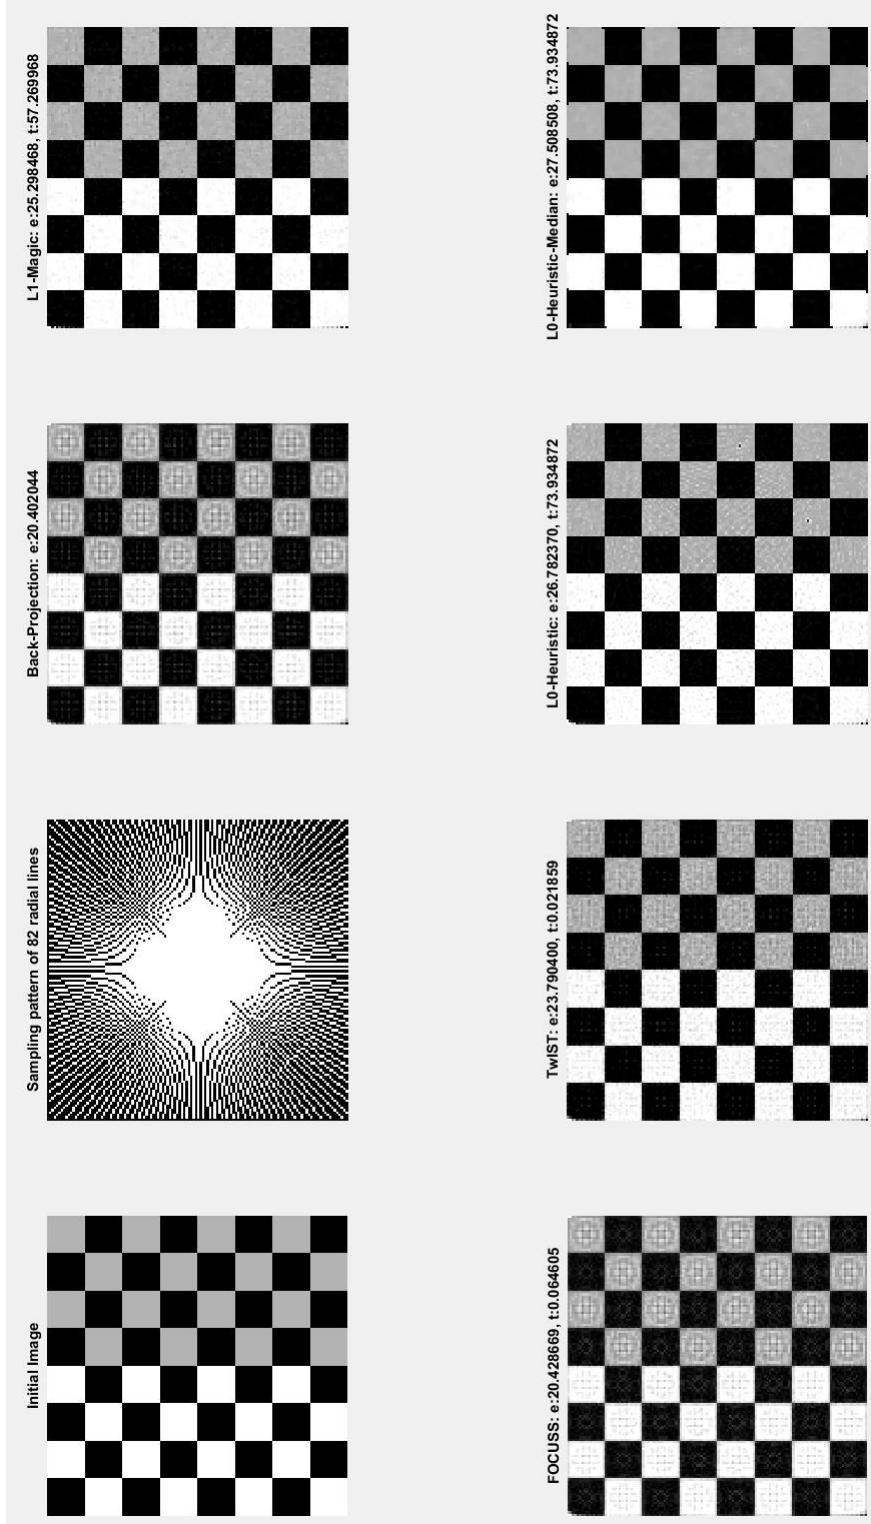 Initial Image
Sampling pattern of 82 radial lines
Back-Projection: e:20.402044
L1-Magic: e:25.298468, t:57.269968
FOCUSS: e:20.428669, t:0.064605
TwIST: e:23.790400, t:0.021859
L0-Heuristic: e:26.782370, t:73.934872
L0-Heuristic-Median: e:27.508508, t:73.934872